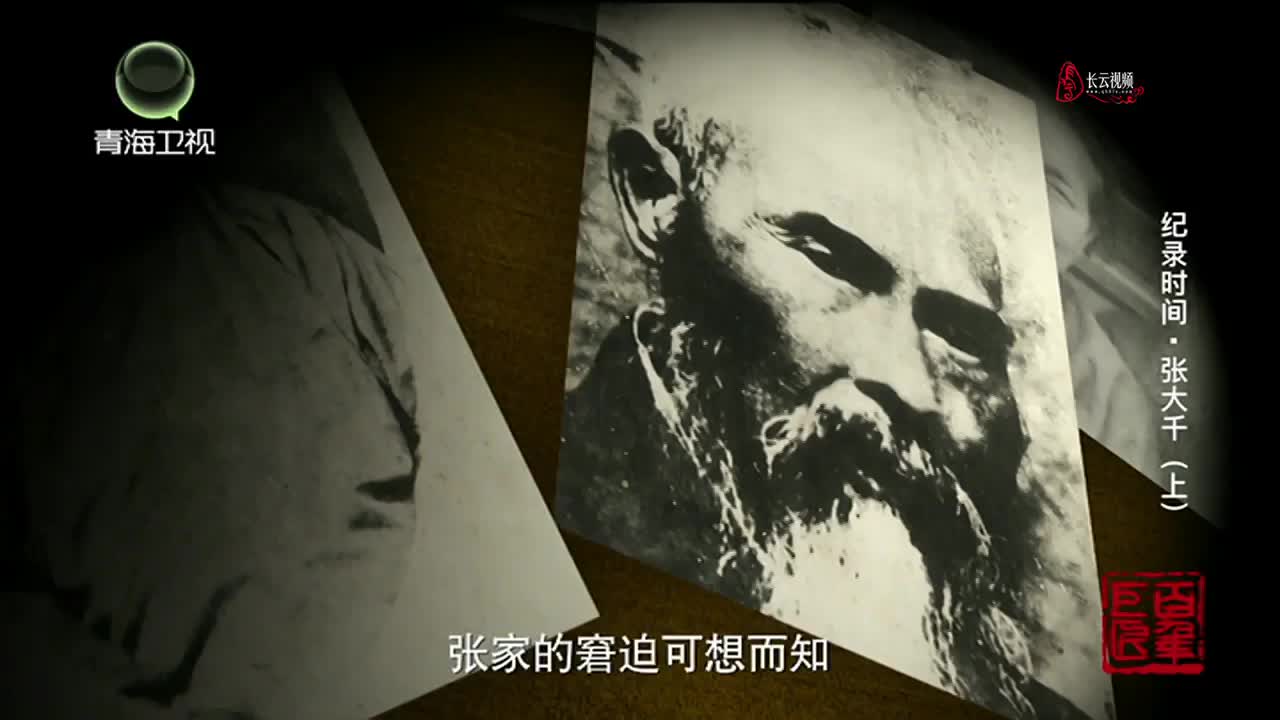 青海卫视
长云视频
纪录时间·张大千（上）
百年巨匠
张家的窘迫可想而知